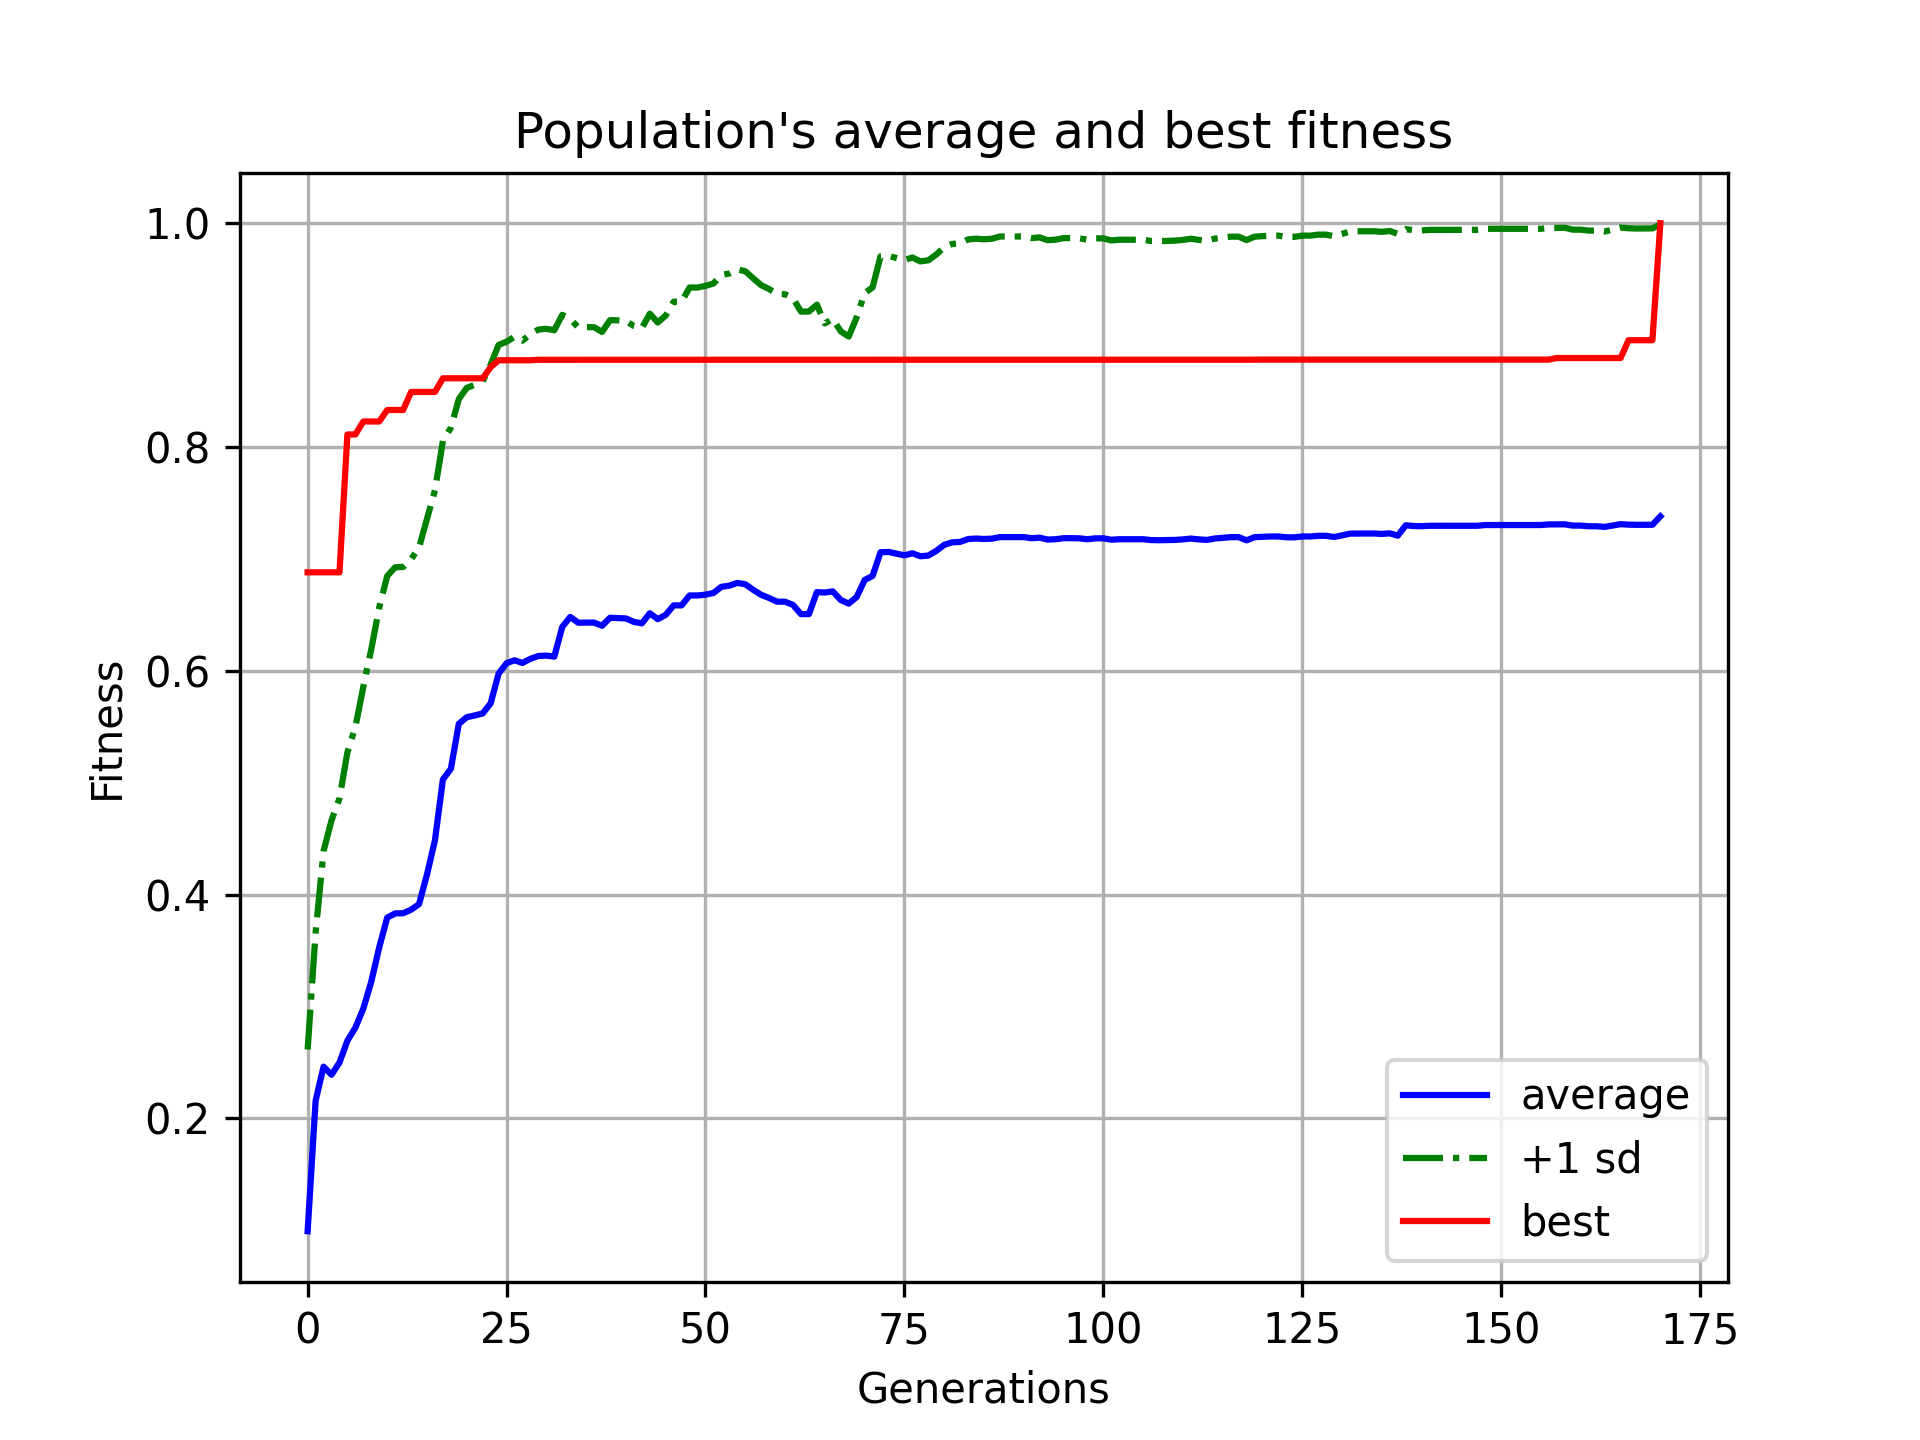 Population's average and best fitness
1.0
0.8
0.6
0.4
0.2
Fitness
average
+1 sd
best
0 25 50 75 100 125 150 175
Generations